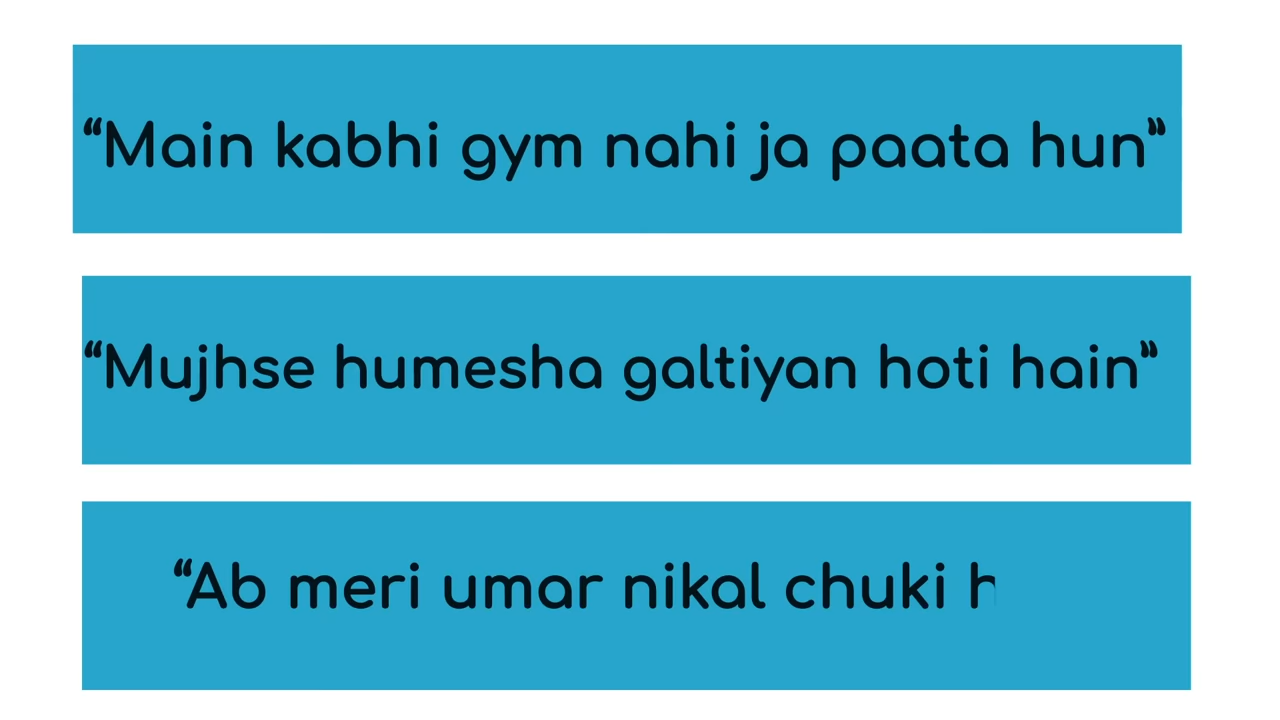 “Main kabhi gym nahi ja paata hun”
“Mujhse humesha galtiyan hoti hain”
“Ab meri umar nikal chuki